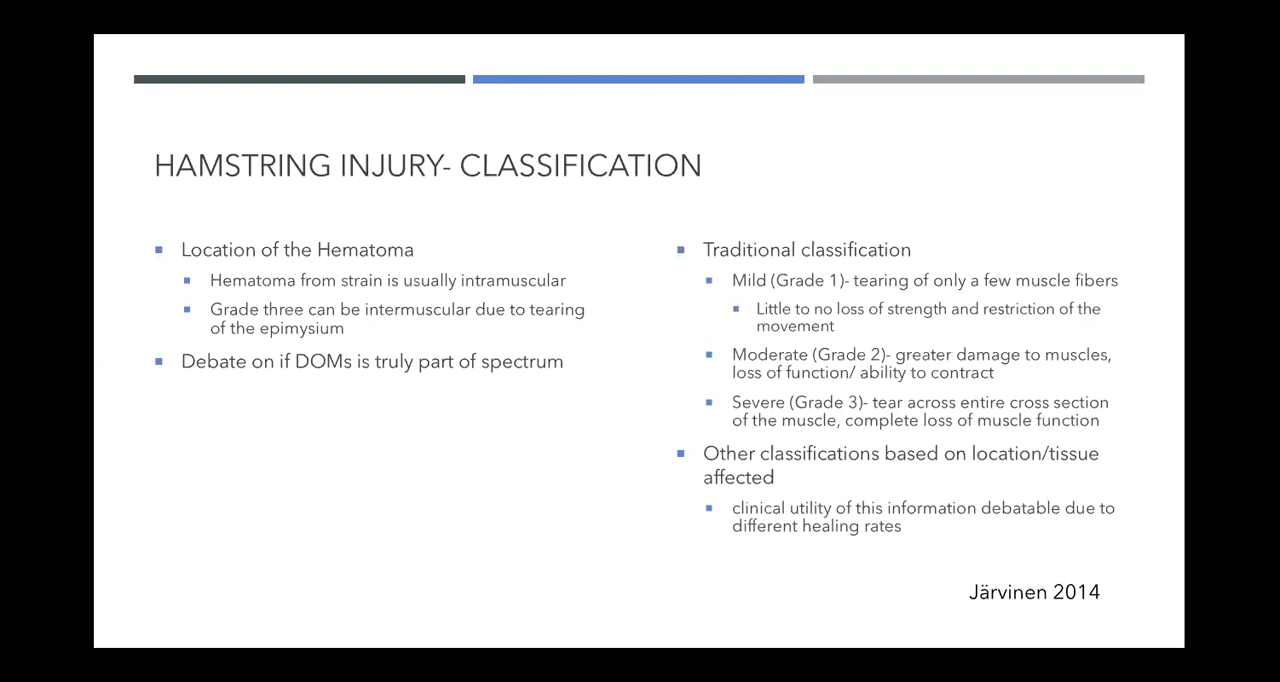 HAMSTRING INJURY- CLASSIFICATION
Location of the Hematoma
Hematoma from strain is usually intramuscular
Grade three can be intermuscular due to tearing
of the epimysium
Debate on if DOMs is truly part of spectrum
Traditional classification
Mild (Grade 1)- tearing of only a few muscle fibers
Little to no loss of strength and restriction of the
movement
Moderate (Grade 2)- greater damage to muscles,
loss of function/ ability to contract
Severe (Grade 3)- tear across entire cross section
of the muscle, complete loss of muscle function
Other classifications based on location/tissue
affected
clinical utility of this information debatable due to
different healing rates
Järvinen 2014